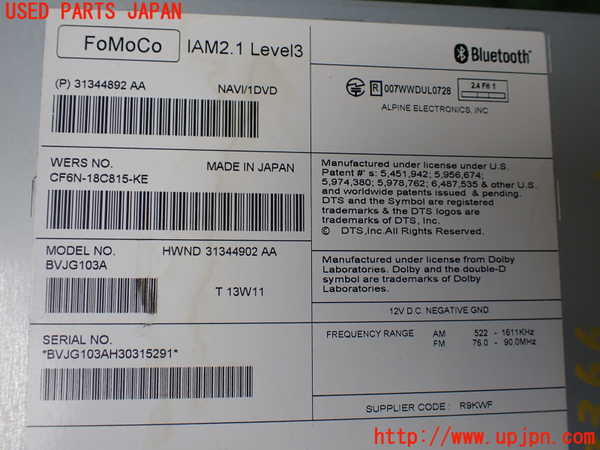 USED PARTS JAPAN
FoMoCo
IAM2.1 Level3
(P) 31344892 AA
NAVI/1DVD
WERS NO.
MADE IN JAPAN
CF6N-18C815-KE
MODEL NO.
HWND 31344902 AA
BVJG103A
T 13W11
SERIAL NO.
*BVJG103AH30315291*
Bluetooth
R 007WWDUL0728
2.4 FH 1
ALPINE ELECTRONICS, INC
Manufactured under license under U.S.
Patent #' s: 5,451,942; 5,956,674;
5,974,380; 5,978,762; 6,487,535 & other U.S.
and worldwide patents issued & pending.
DTS and the Symbol are registered
trademarks & the DTS logos are
trademarks of DTS, Inc.
© DTS,Inc.All Rights Reserved.
Manufactured under license from Dolby
Laboratories. Dolby and the double-D
symbol are trademarks of Dolby
Laboratories.
12V D.C. NEGATIVE GND.
FREQUENCY RANGE AM 522 - 1611KHz
FM 76.0 - 90.0MHz
SUPPLIER CODE : R9KWF
266
http://www.upjpn.com/